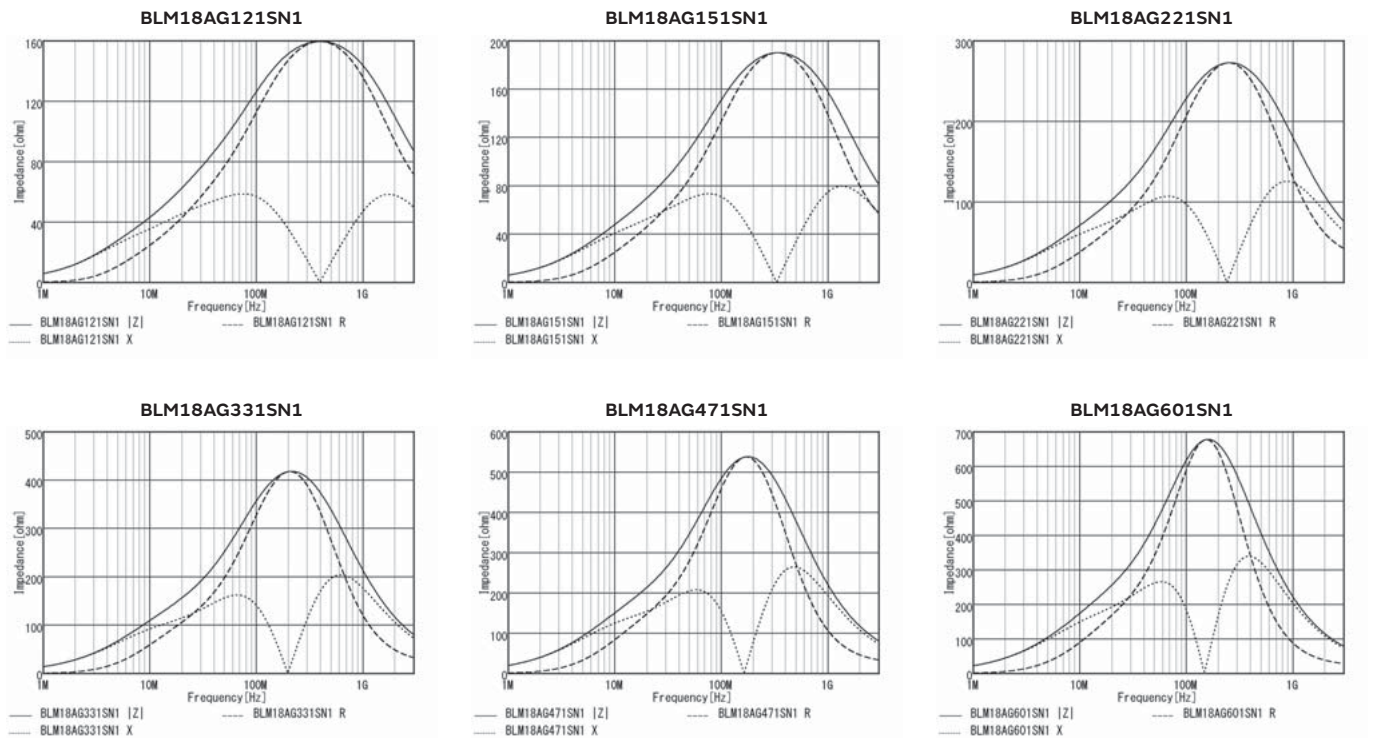 BLM18AG121SN1
160
120
80
40
0
Impedance[ohm]
1M 10M 100M 1G
Frequency[Hz]
BLM18AG121SN1 |Z| BLM18AG121SN1 R
BLM18AG121SN1 X
BLM18AG151SN1
200
160
120
80
40
0
Impedance[ohm]
1M 10M 100M 1G
Frequency[Hz]
BLM18AG151SN1 |Z| BLM18AG151SN1 R
BLM18AG151SN1 X
BLM18AG221SN1
300
200
100
0
Impedance[ohm]
1M 10M 100M 1G
Frequency[Hz]
BLM18AG221SN1 |Z| BLM18AG221SN1 R
BLM18AG221SN1 X
BLM18AG331SN1
500
400
300
200
100
0
Impedance[ohm]
1M 10M 100M 1G
Frequency[Hz]
BLM18AG331SN1 |Z| BLM18AG331SN1 R
BLM18AG331SN1 X
BLM18AG471SN1
600
500
400
300
200
100
0
Impedance[ohm]
1M 10M 100M 1G
Frequency[Hz]
BLM18AG471SN1 |Z| BLM18AG471SN1 R
BLM18AG471SN1 X
BLM18AG601SN1
700
600
500
400
300
200
100
0
Impedance[ohm]
1M 10M 100M 1G
Frequency[Hz]
BLM18AG601SN1 |Z| BLM18AG601SN1 R
BLM18AG601SN1 X